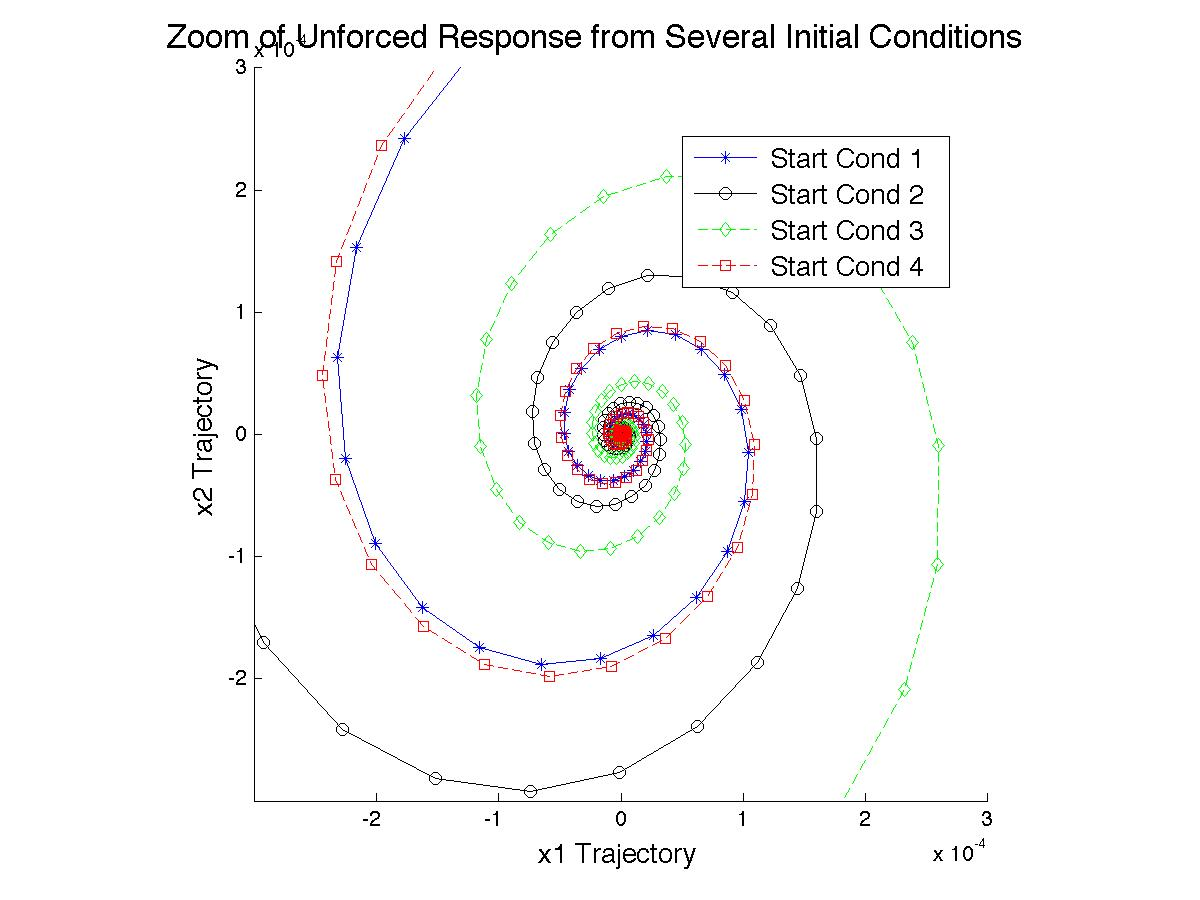 Zoom of Unforced Response from Several Initial Conditions
x 10-4
3
2
1
0
-1
-2
x2 Trajectory
Start Cond 1
Start Cond 2
Start Cond 3
Start Cond 4
-2 -1 0 1 2 3
x1 Trajectory
x 10-4